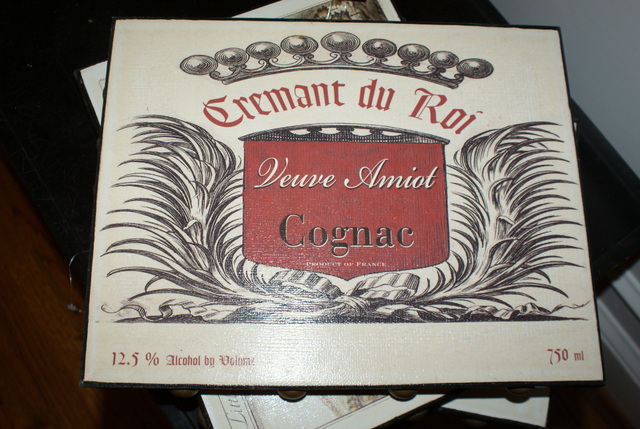 Cremant du Roi
Veuve Amiot
Cognac
PRODUCT OF FRANCE
12.5 % Alcohol by Volume
750 ml